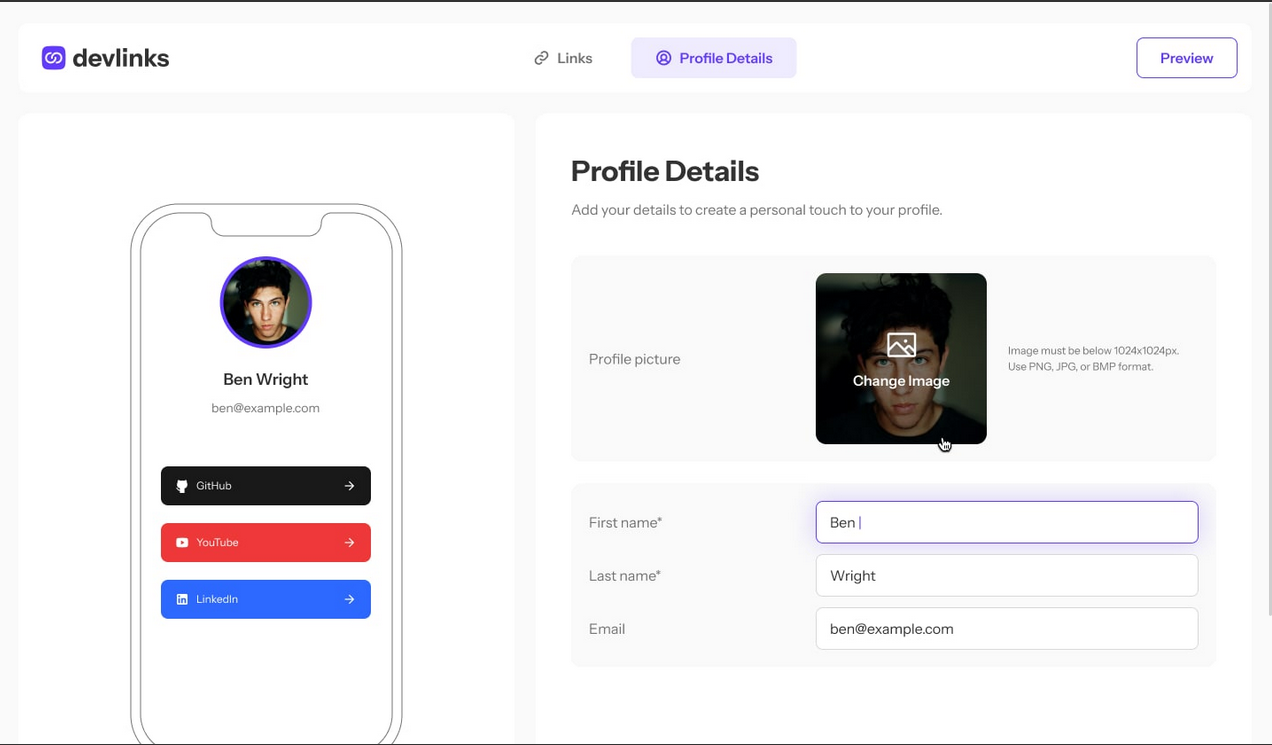 devlinks
Links
Profile Details
Preview
Ben Wright
ben@example.com
GitHub
YouTube
LinkedIn
Profile Details
Add your details to create a personal touch to your profile.
Profile picture
Change Image
Image must be below 1024x1024px.
Use PNG, JPG, or BMP format.
First name*
Ben
Last name*
Wright
Email
ben@example.com